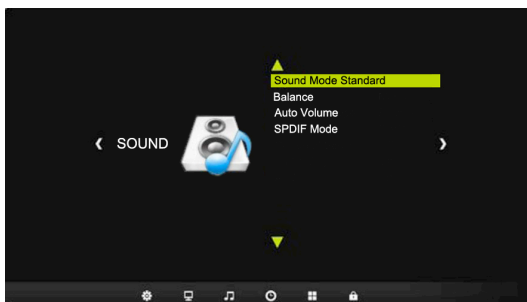 SOUND
Sound Mode Standard
Balance
Auto Volume
SPDIF Mode